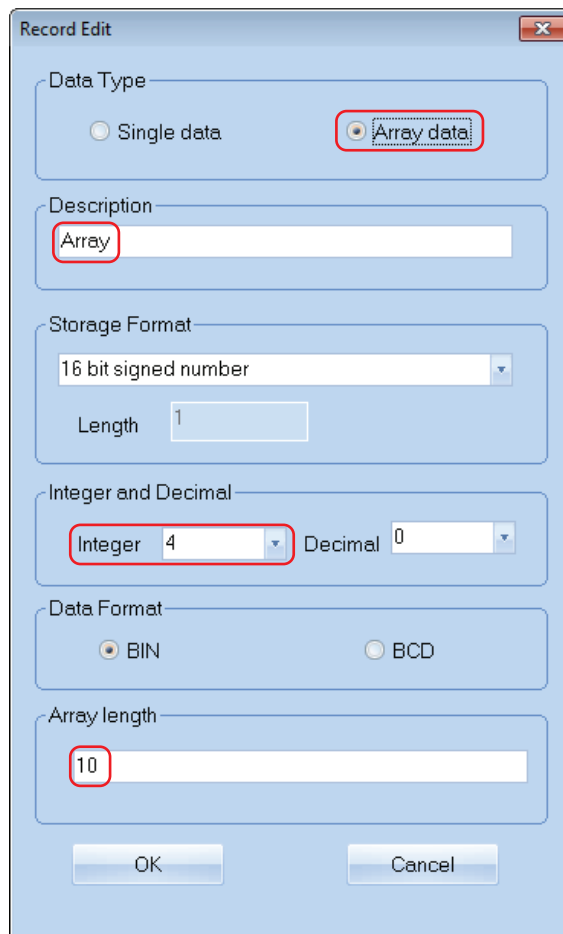 Record Edit
Data Type
Single data
Array data
Description
Array
Storage Format
16 bit signed number
Length 1
Integer and Decimal
Integer 4 Decimal 0
Data Format
BIN
BCD
Array length
10
OK
Cancel